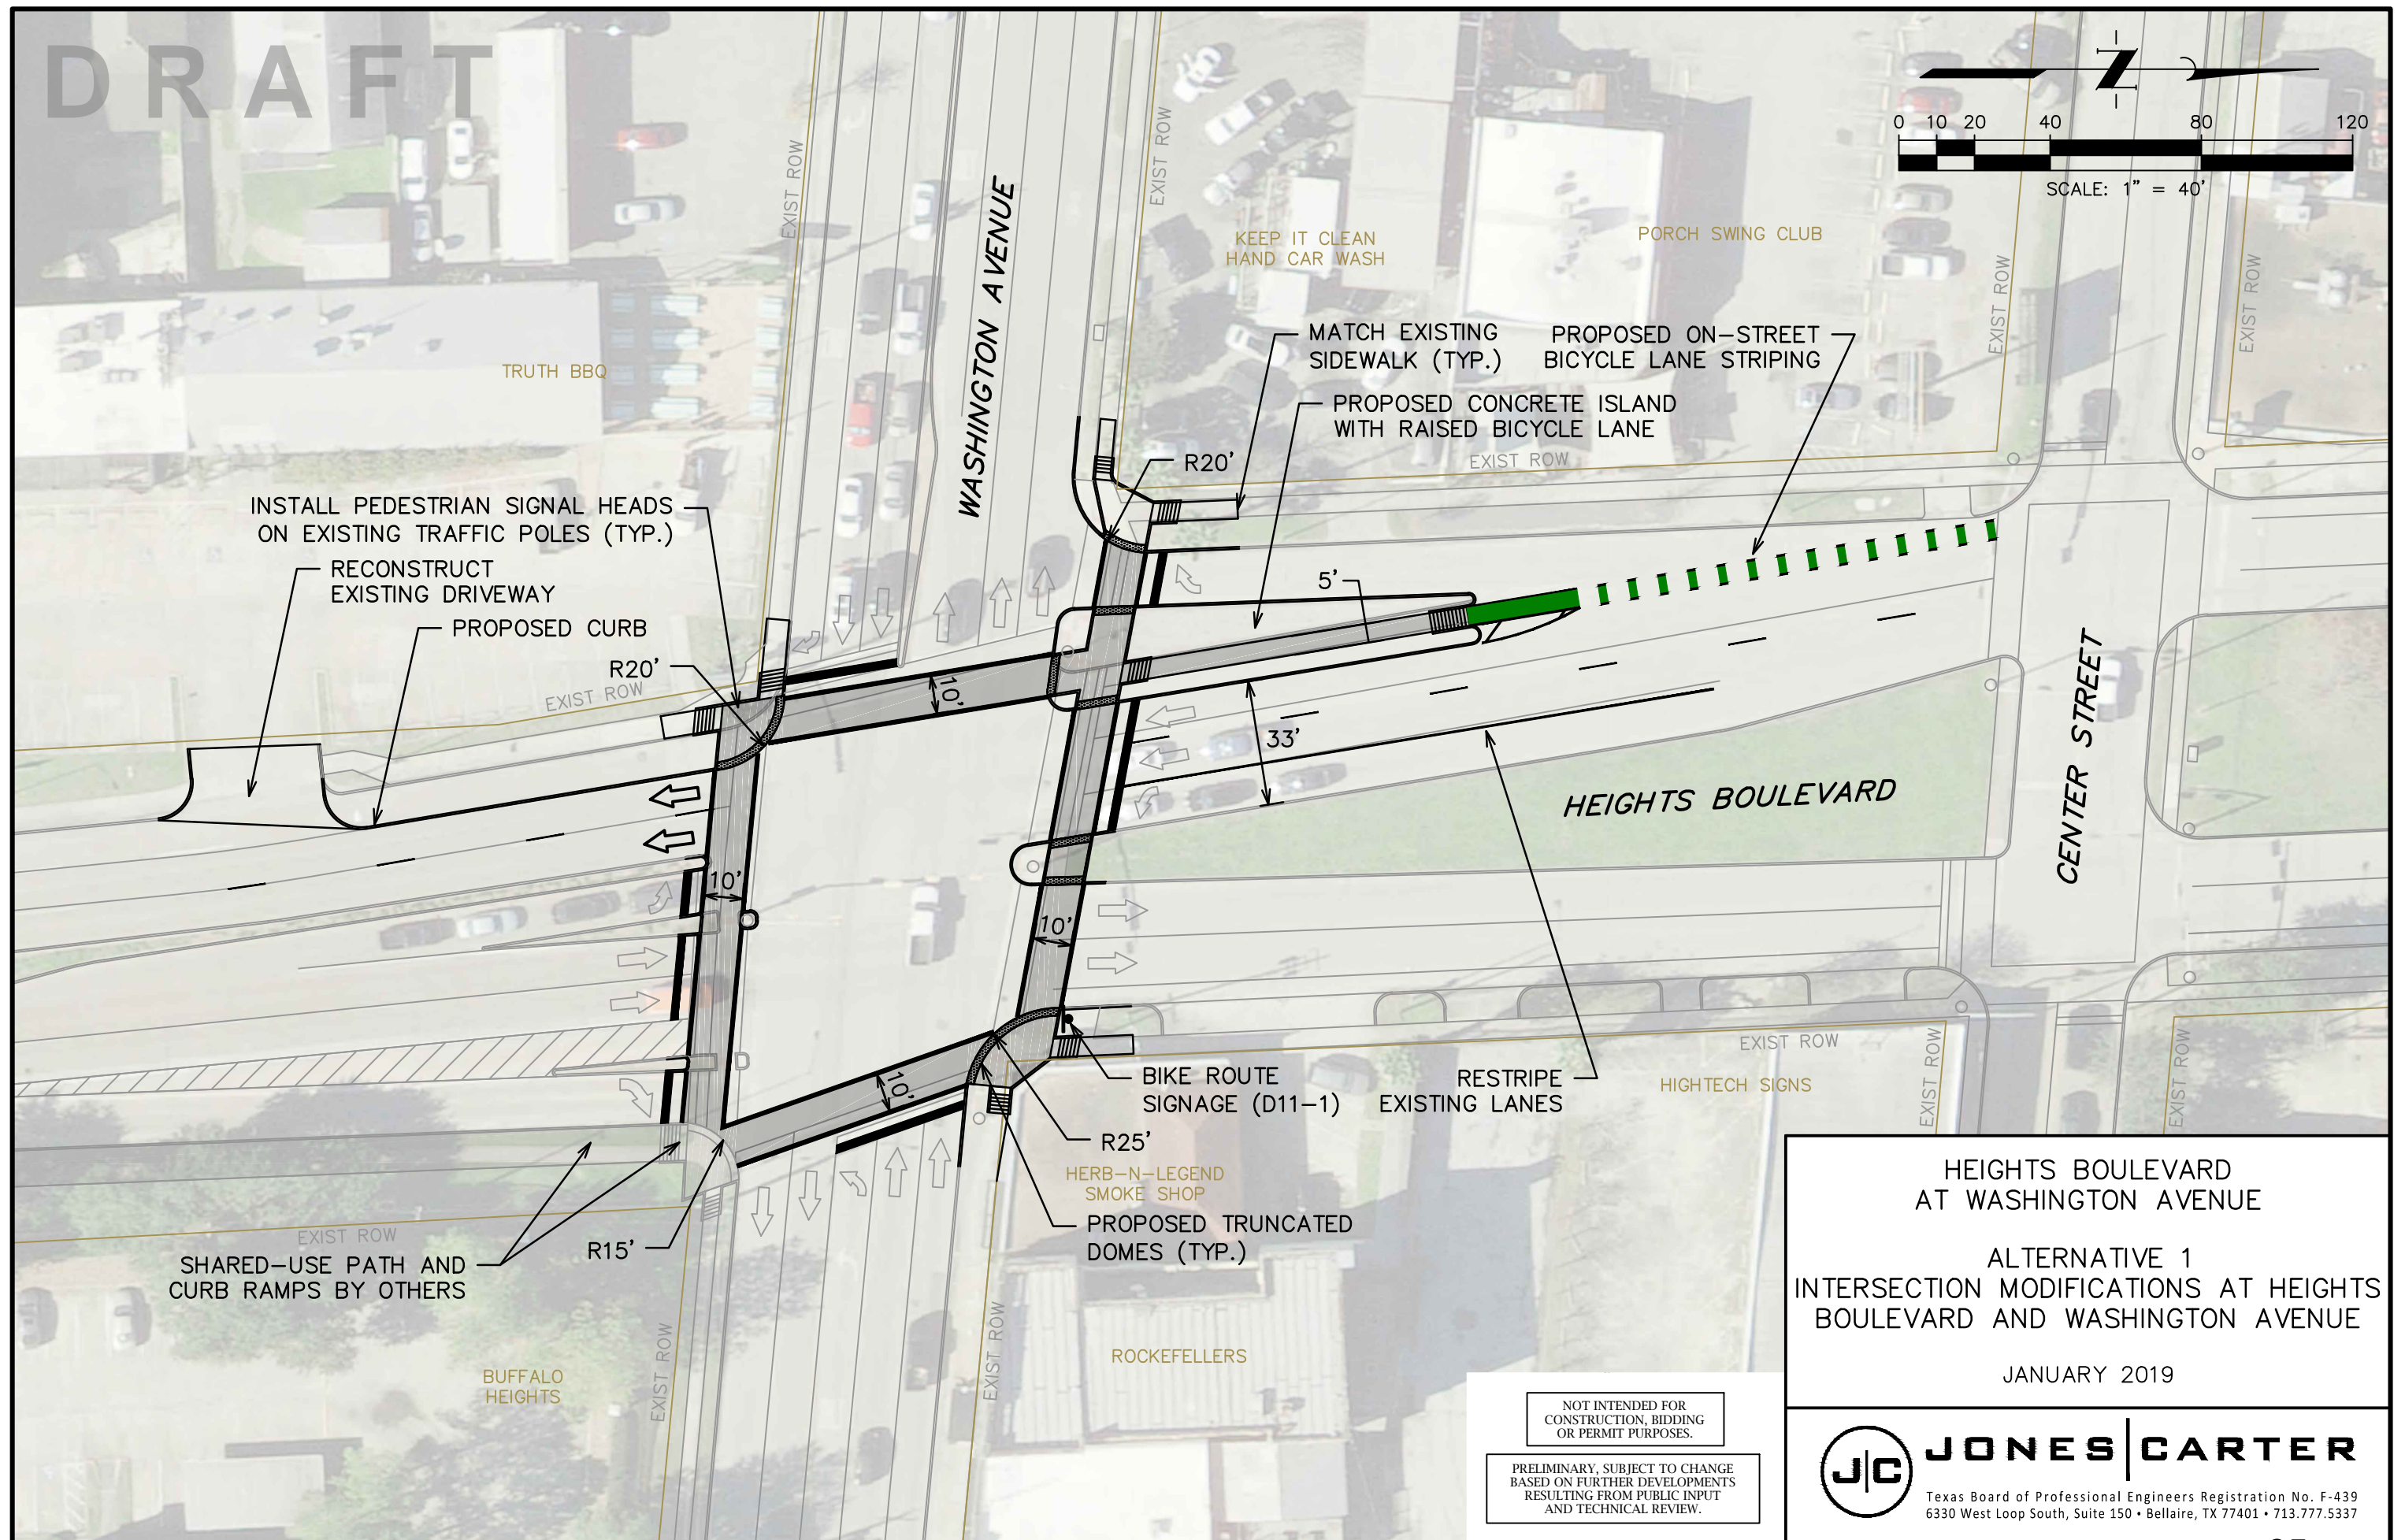 DRAFT
0 10 20 40 80 120
SCALE: 1" = 40'
EXIST ROW
EXIST ROW
WASHINGTON AVENUE
KEEP IT CLEAN
HAND CAR WASH
PORCH SWING CLUB
EXIST ROW
EXIST ROW
TRUTH BBQ
MATCH EXISTING
SIDEWALK (TYP.)
PROPOSED ON-STREET
BICYCLE LANE STRIPING
PROPOSED CONCRETE ISLAND
WITH RAISED BICYCLE LANE
EXIST ROW
R20'
INSTALL PEDESTRIAN SIGNAL HEADS
ON EXISTING TRAFFIC POLES (TYP.)
RECONSTRUCT
EXISTING DRIVEWAY
PROPOSED CURB
R20'
EXIST ROW
5'
10'
33'
HEIGHTS BOULEVARD
CENTER STREET
10'
10'
10'
BIKE ROUTE
SIGNAGE (D11-1)
RESTRIPE
EXISTING LANES
EXIST ROW
HIGHTECH SIGNS
EXIST ROW
EXIST ROW
R25'
HERB-N-LEGEND
SMOKE SHOP
PROPOSED TRUNCATED
DOMES (TYP.)
EXIST ROW
SHARED-USE PATH AND
CURB RAMPS BY OTHERS
R15'
BUFFALO
HEIGHTS
EXIST ROW
EXIST ROW
ROCKEFELLERS
HEIGHTS BOULEVARD
AT WASHINGTON AVENUE
ALTERNATIVE 1
INTERSECTION MODIFICATIONS AT HEIGHTS
BOULEVARD AND WASHINGTON AVENUE
JANUARY 2019
NOT INTENDED FOR
CONSTRUCTION, BIDDING
OR PERMIT PURPOSES.
PRELIMINARY, SUBJECT TO CHANGE
BASED ON FURTHER DEVELOPMENTS
RESULTING FROM PUBLIC INPUT
AND TECHNICAL REVIEW.
J|C
JONES|CARTER
Texas Board of Professional Engineers Registration No. F-439
6330 West Loop South, Suite 150 • Bellaire, TX 77401 • 713.777.5337